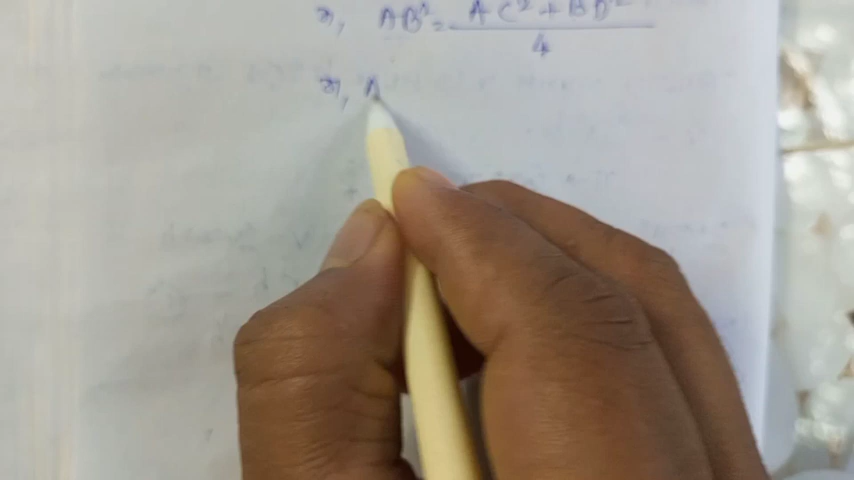 বা, AB² = AC² + BD² / 4
বা, A